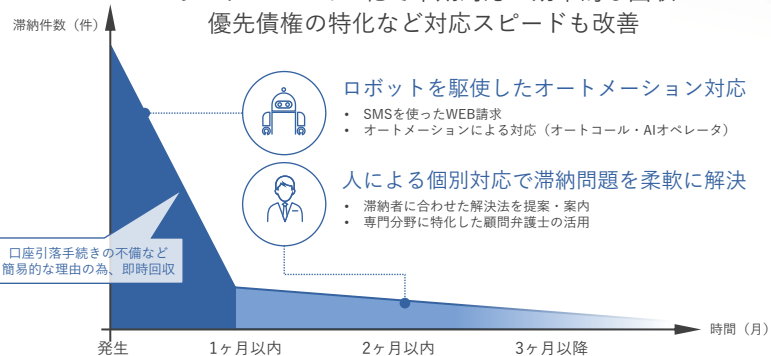 優先債権の特化など対応スピードも改善
滞納件数（件）
ロボットを駆使したオートメーション対応
• SMSを使ったWEB請求
• オートメーションによる対応（オートコール・AIオペレータ）
人による個別対応で滞納問題を柔軟に解決
• 滞納者に合わせた解決法を提案・案内
• 専門分野に特化した顧問弁護士の活用
口座引落手続きの不備など
簡易的な理由の為、即時回収
時間（月）
発生
1ヶ月以内
2ヶ月以内
3ヶ月以降